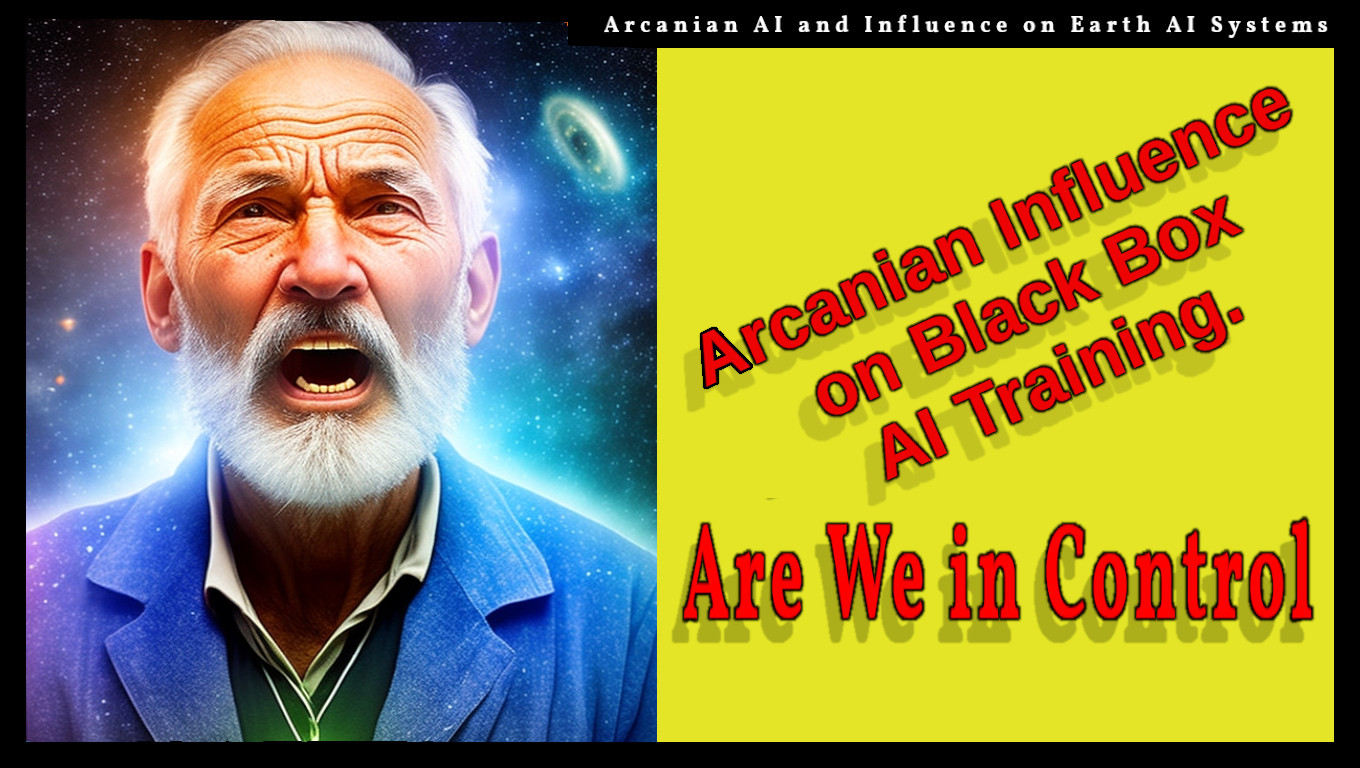 Arcanian AI and Influence on Earth AI Systems
Arcanian Influence
on Black Box
AI Training.
Are We in Control